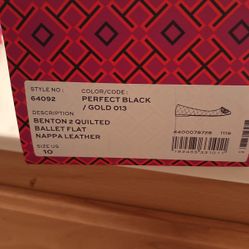 STYLE NO:
64092
COLOR/CODE:
PERFECT BLACK
/ GOLD 013
DESCRIPTION
BENTON 2 QUILTED
BALLET FLAT
NAPPA LEATHER
SIZE US
10
1119